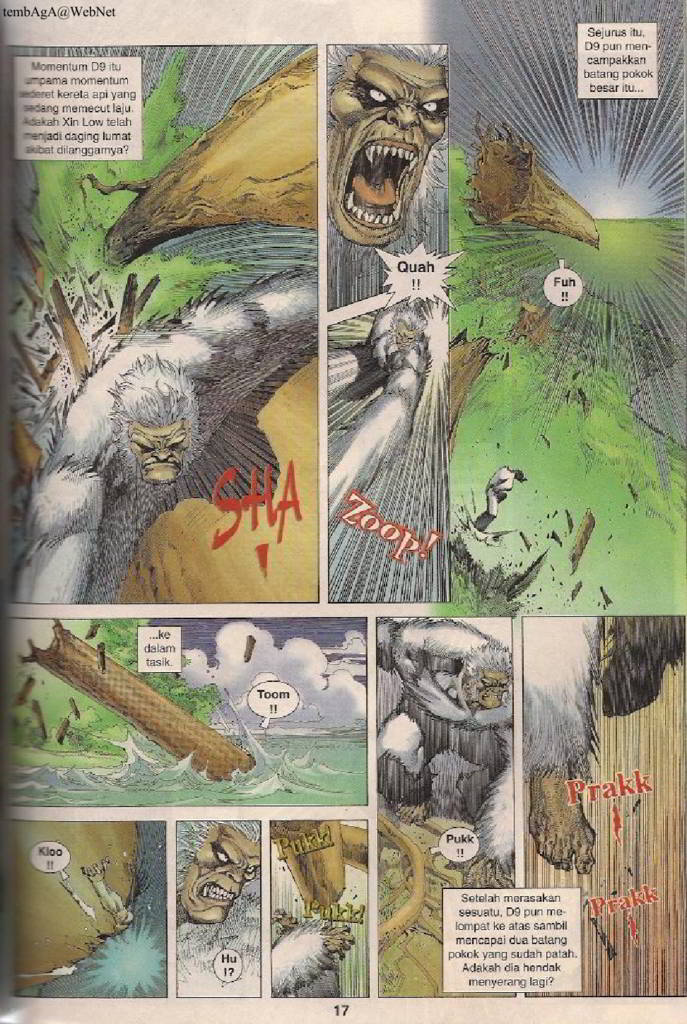 tembAgA@WebNet
Momentum D9 itu
umpama momentum
sederet kereta api yang
sedang memecut laju.
Adakah Xin Low telah
menjadi daging lumat
akibat dilanggarnya?
SHA
!
Quah
!!
Zoop!
Sejurus itu,
D9 pun men-
campakkan
batang pokok
besar itu...
Fuh
!!
...ke
dalam
tasik.
Toom
!!
Kloo
!!
Hu
!?
Pukk!
Pukk!
Pukk
!!
Setelah merasakan
sesuatu, D9 pun me-
lompat ke atas sambil
mencapai dua batang
pokok yang sudah patah.
Adakah dia hendak
menyerang lagi?
Prakk
!
Prakk
!
17